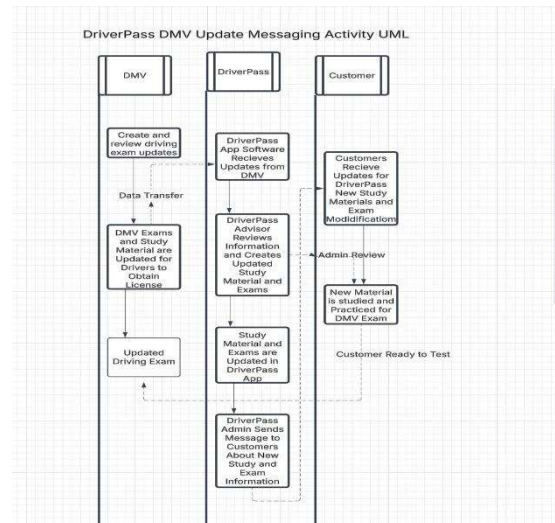 DriverPass DMV Update Messaging Activity UML
DMV
DriverPass
Customer
Create and
review driving
exam updates
Data Transfer
DMV Exams
and Study
Material are
Updated for
Drivers to
Obtain
License
Updated
Driving Exam
DriverPass
App Software
Recieves
Updates from
DMV
DriverPass
Advisor
Reviews
Information
and Creates
Updated
Study
Material and
Exams
Study
Material and
Exams are
Updated in
DriverPass
App
DriverPass
Admin Sends
Message to
Customers
About New
Study and
Exam
Information
Customers
Recieve
Updates for
DriverPass
New Study
Materials and
Exam
Modidificatiom
Admin Review
New Material
is studied and
Practiced for
DMV Exam
Customer Ready to Test